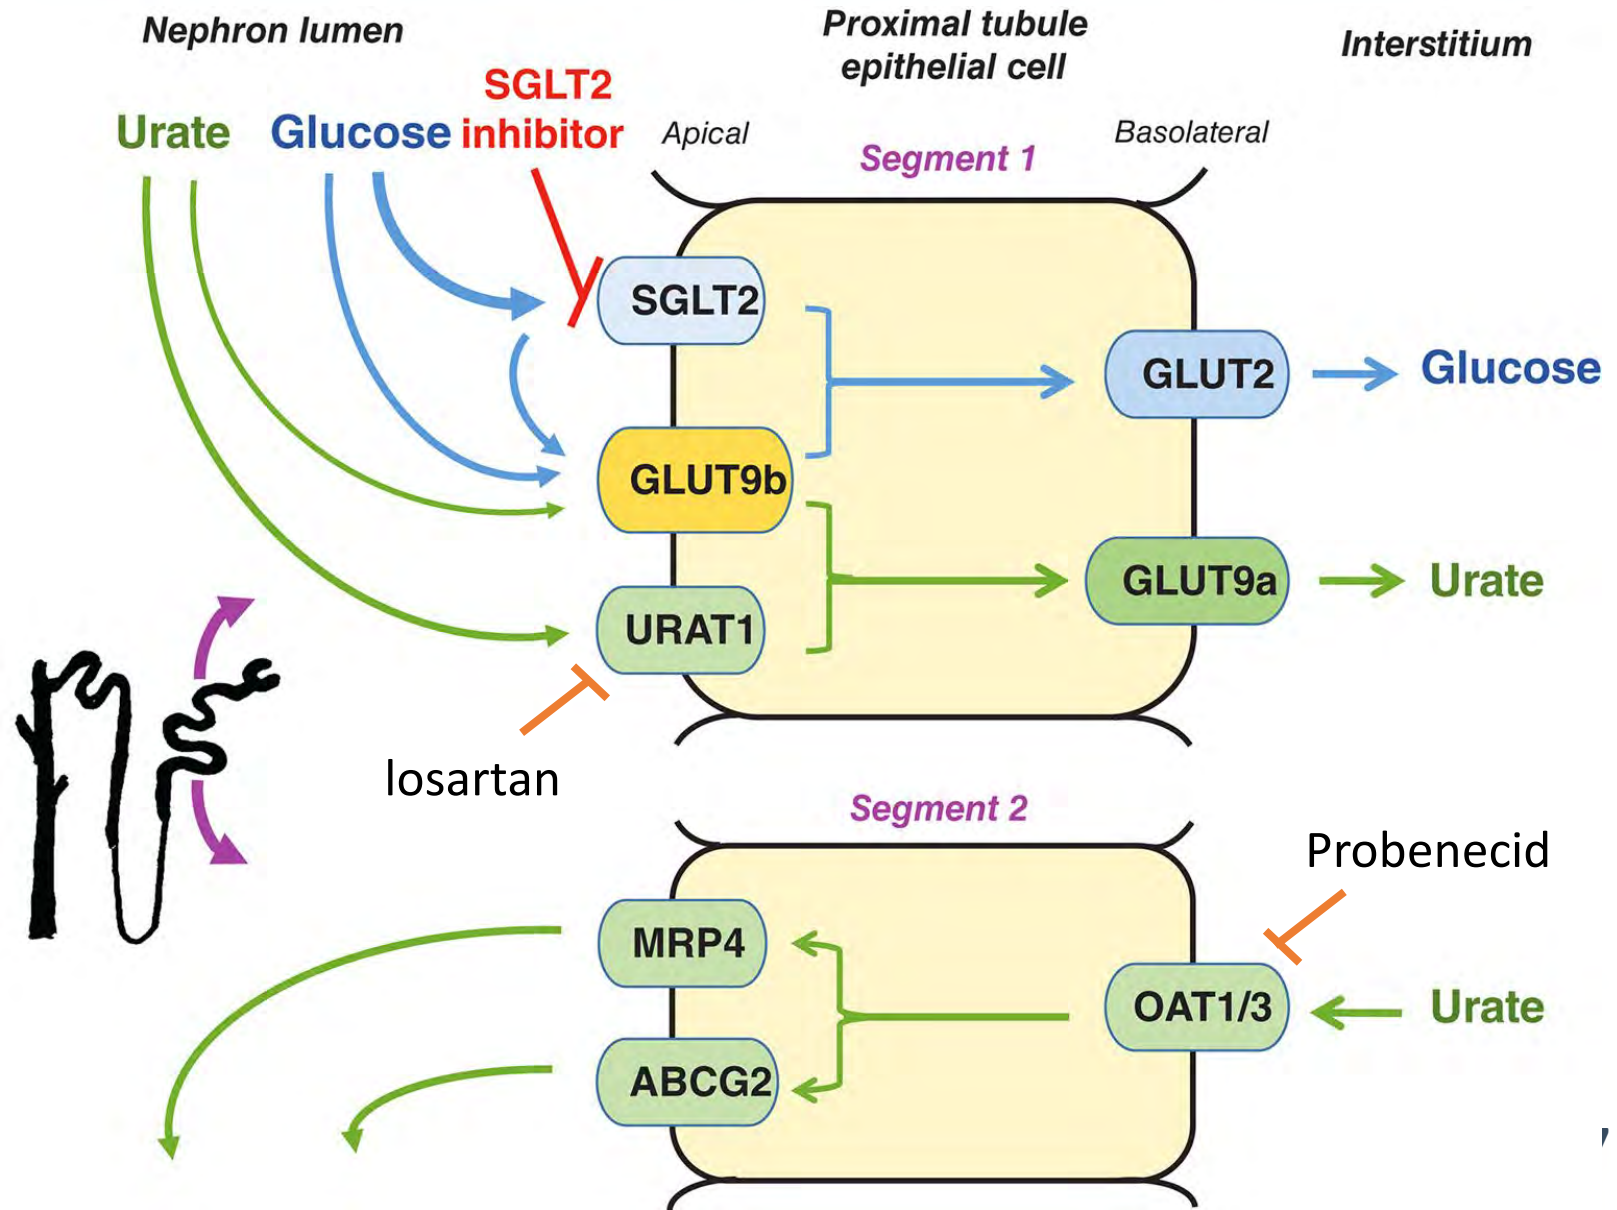 Nephron lumen
Proximal tubule
epithelial cell
Interstitium
SGLT2
inhibitor
Urate
Glucose
Apical
Basolateral
Segment 1
SGLT2
GLUT2
Glucose
GLUT9b
GLUT9a
Urate
URAT1
losartan
Segment 2
Probenecid
MRP4
OAT1/3
Urate
ABCG2